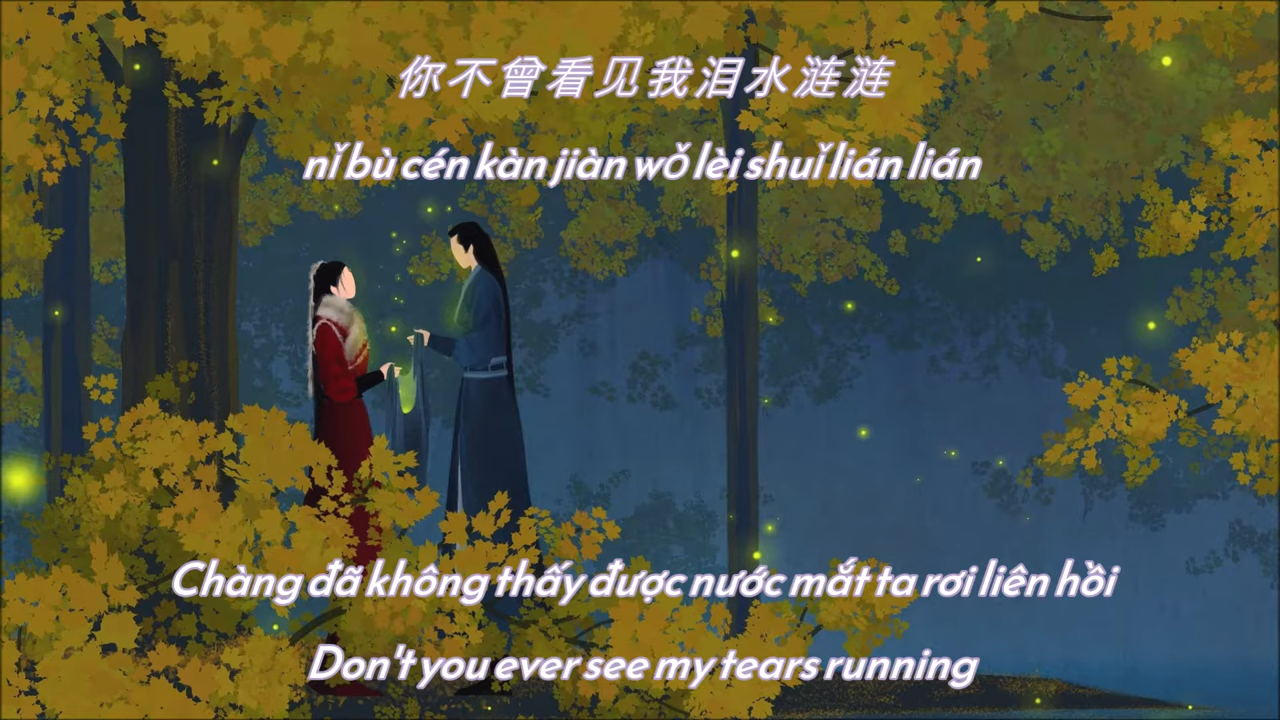 你不曾看见我泪水涟涟
nǐ bù cén kàn jiàn wǒ lèi shuǐ lián lián
Chàng đã không thấy được nước mắt ta rơi liên hồi
Don't you ever see my tears running